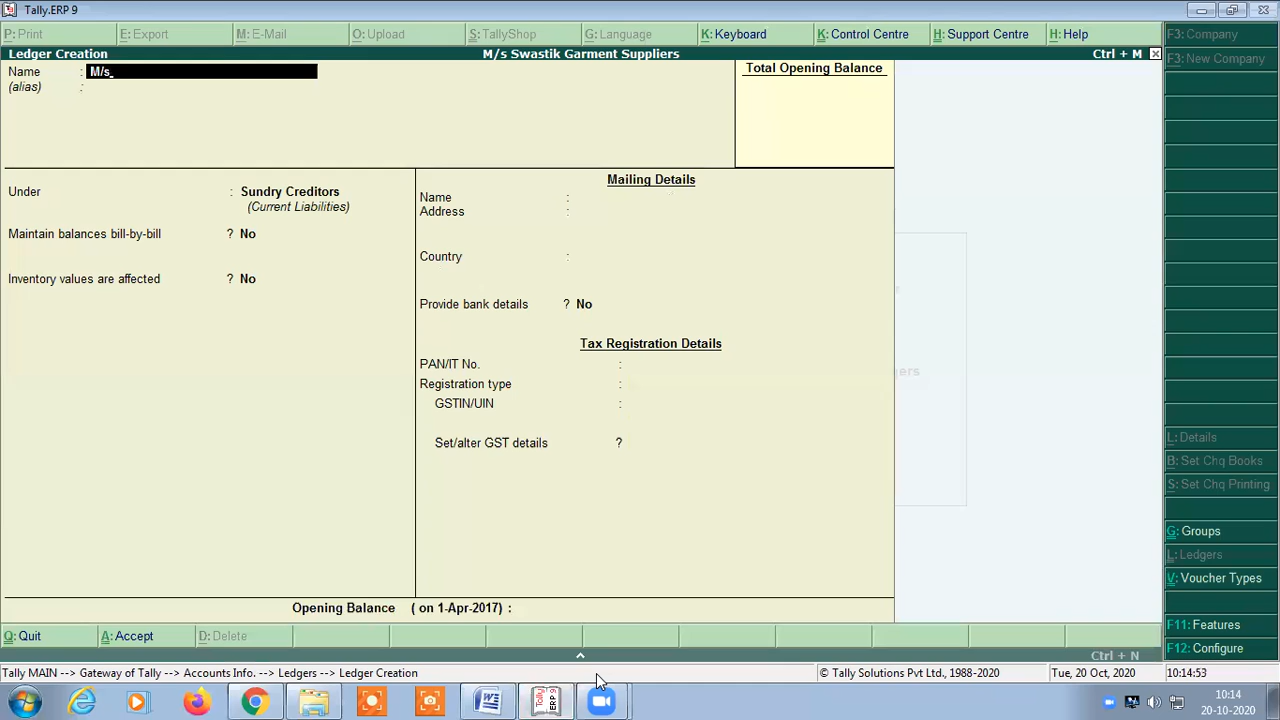 Tally.ERP 9
P: Print E: Export M: E-Mail O: Upload S: TallyShop G: Language K: Keyboard K: Control Centre H: Support Centre H: Help
Ledger Creation M/s Swastik Garment Suppliers Ctrl + M
Name : M/s
(alias) :
Total Opening Balance
Under : Sundry Creditors
(Current Liabilities)
Maintain balances bill-by-bill ? No
Inventory values are affected ? No
Mailing Details
Name :
Address :
Country :
Provide bank details ? No
Tax Registration Details
PAN/IT No. :
Registration type :
GSTIN/UIN :
Set/alter GST details ?
Opening Balance ( on 1-Apr-2017) :
F3: Company
F3: New Company
L: Details
B: Set Chq Books
S: Set Chq Printing
G: Groups
L: Ledgers
V: Voucher Types
F11: Features
F12: Configure
Q: Quit A: Accept D: Delete
Ctrl + N
Tally MAIN --> Gateway of Tally --> Accounts Info. --> Ledgers --> Ledger Creation © Tally Solutions Pvt Ltd., 1988-2020 Tue, 20 Oct, 2020 10:14:53
Tally ERP 9
10:14
20-10-2020